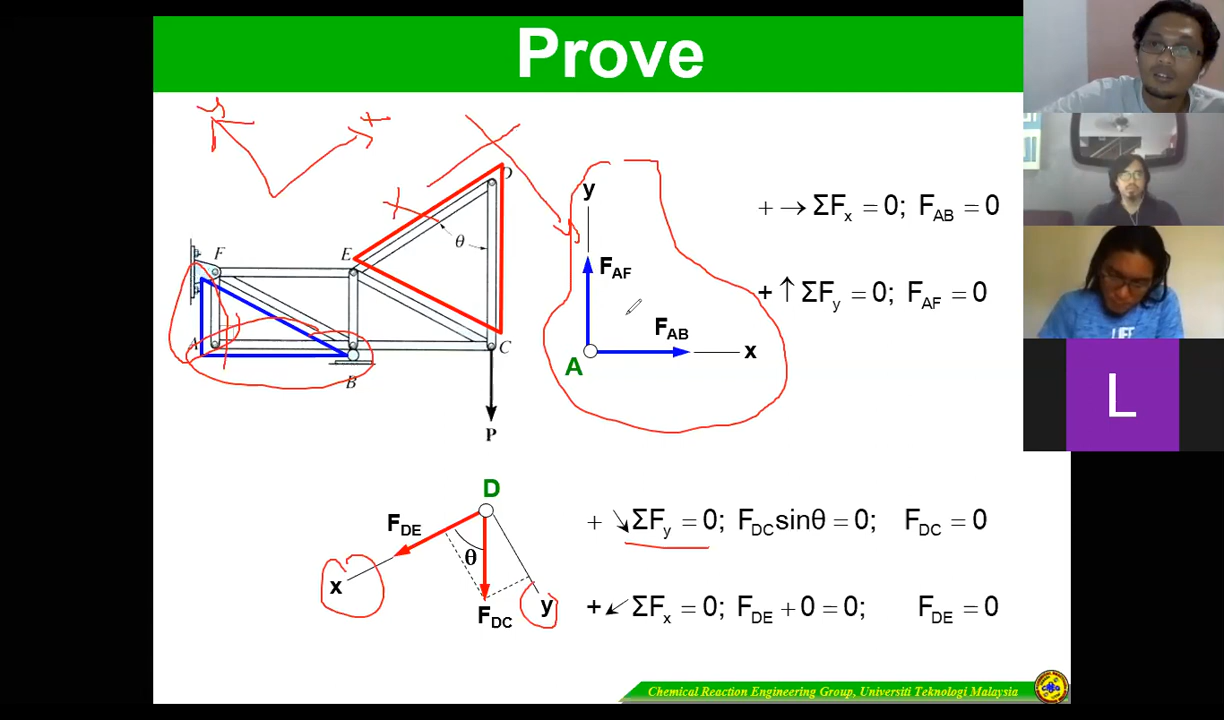 Prove
y
x
x
x
y
D
θ
E
F
A
B
C
P
y
F_AF
F_AB
A
x
+ → ΣF_x = 0; F_AB = 0
+ ↑ ΣF_y = 0; F_AF = 0
D
F_DE
θ
x
F_DC
y
+ ↘ ΣF_y = 0; F_DC sinθ = 0; F_DC = 0
+ ↙ ΣF_x = 0; F_DE + 0 = 0; F_DE = 0
L
Chemical Reaction Engineering Group, Universiti Teknologi Malaysia